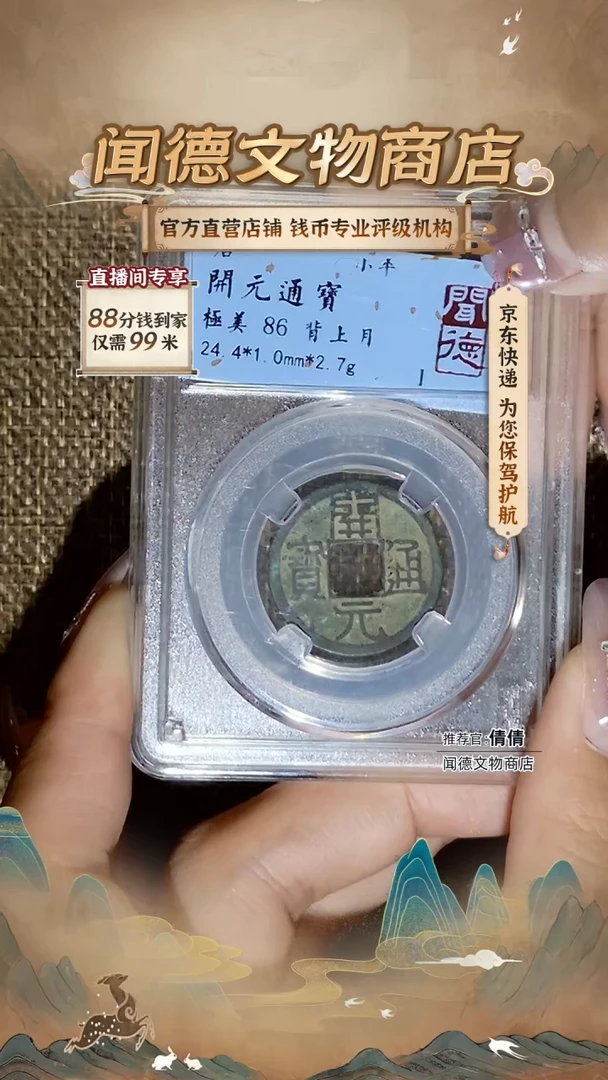 闻德文物商店
官方直营店铺 钱币专业评级机构
直播间专享
88分钱到家
仅需99米
小平
開元通寶
極美 86 背上月
24.4*1.0mm*2.7g
聞德
京东快递 为您保驾护航
開元通寶
推荐官:倩倩
闻德文物商店